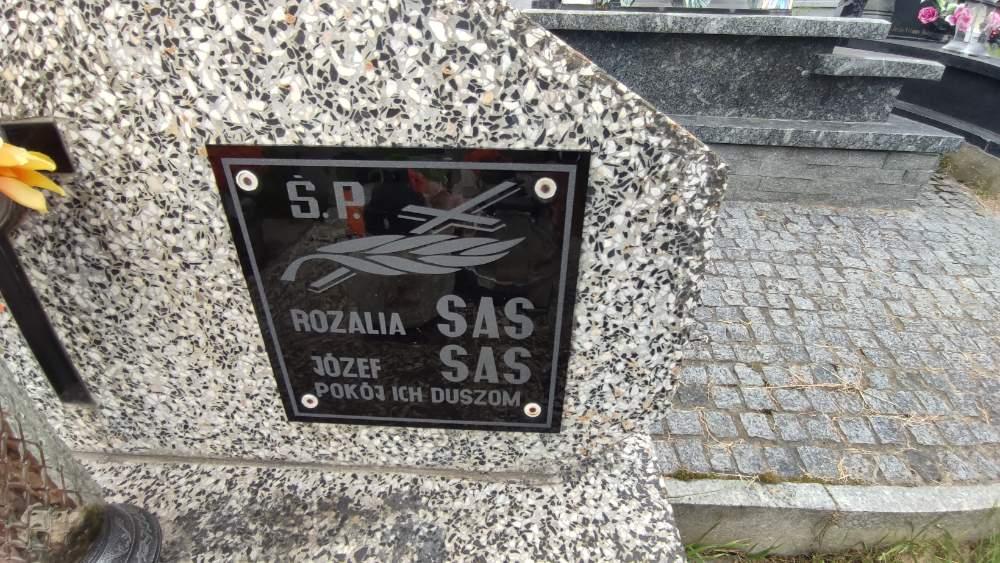 Ś.P.
ROZALIA SAS
JÓZEF SAS
POKÓJ ICH DUSZOM